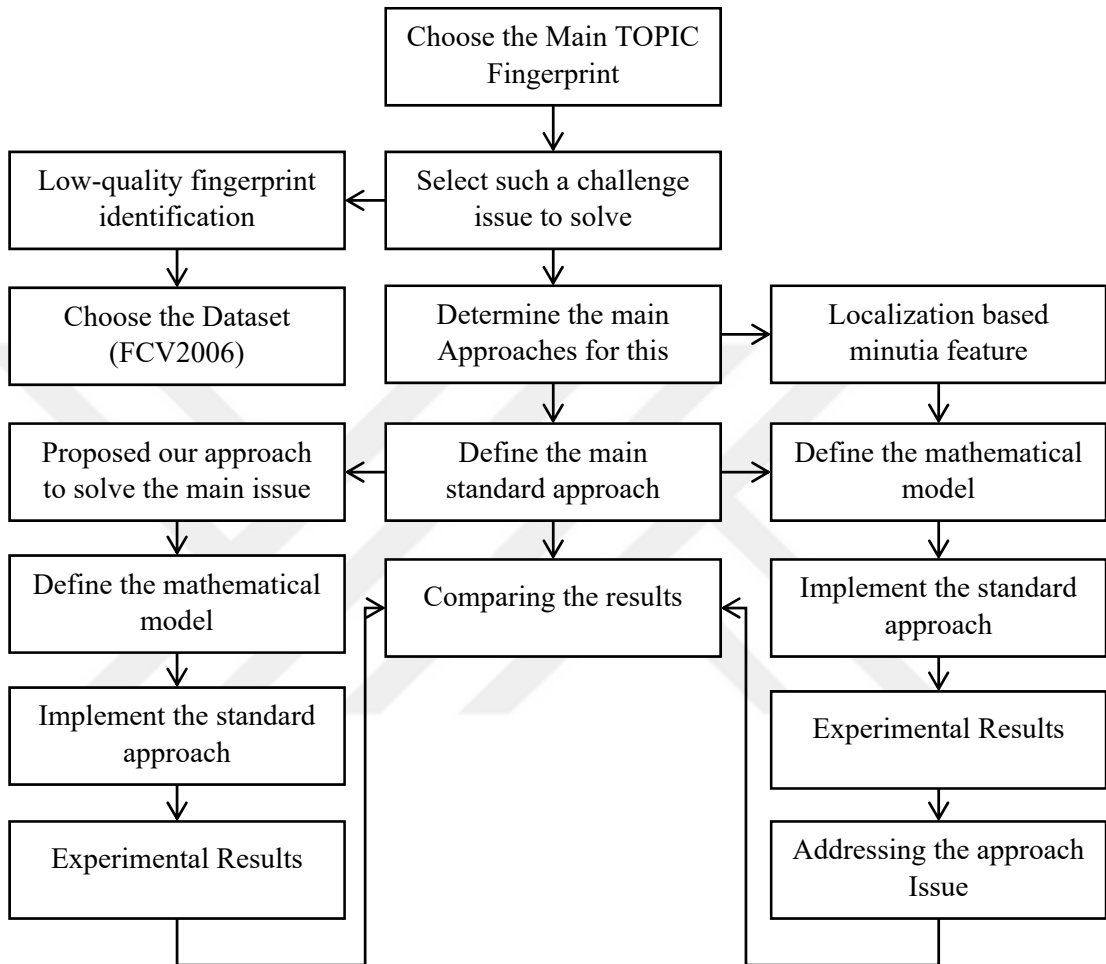 Choose the Main TOPIC
Fingerprint
Low-quality fingerprint
identification
Select such a challenge
issue to solve
Choose the Dataset
(FCV2006)
Determine the main
Approaches for this
Localization based
minutia feature
Proposed our approach
to solve the main issue
Define the main
standard approach
Define the mathematical
model
Define the mathematical
model
Comparing the results
Implement the standard
approach
Implement the standard
approach
Experimental Results
Experimental Results
Addressing the approach
Issue